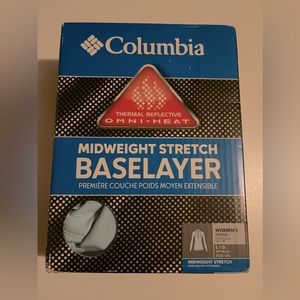 Columbia
THERMAL REFLECTIVE
OMNI-HEAT
MIDWEIGHT STRETCH
BASELAYER
PREMIÈRE COUCHE POIDS MOYEN EXTENSIBLE
WOMEN'S
L / G
MIDWEIGHT STRETCH